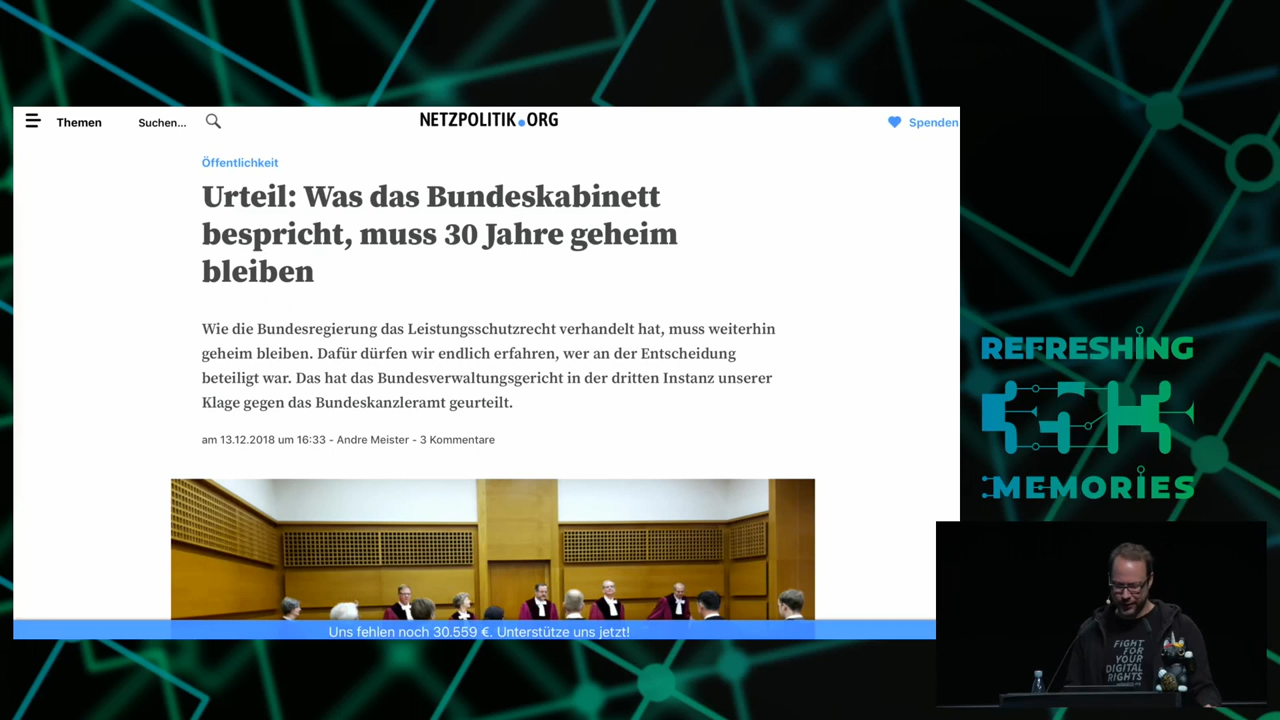 Themen
Suchen...
NETZPOLITIK.ORG
Spenden
Öffentlichkeit
Urteil: Was das Bundeskabinett
bespricht, muss 30 Jahre geheim
bleiben
Wie die Bundesregierung das Leistungsschutzrecht verhandelt hat, muss weiterhin
geheim bleiben. Dafür dürfen wir endlich erfahren, wer an der Entscheidung
beteiligt war. Das hat das Bundesverwaltungsgericht in der dritten Instanz unserer
Klage gegen das Bundeskanzleramt geurteilt.
am 13.12.2018 um 16:33 - Andre Meister - 3 Kommentare
Uns fehlen noch 30.559 €. Unterstütze uns jetzt!
REFRESHING
35C3
MEMORIES
FIGHT
FOR
YOUR
DIGITAL
RIGHTS